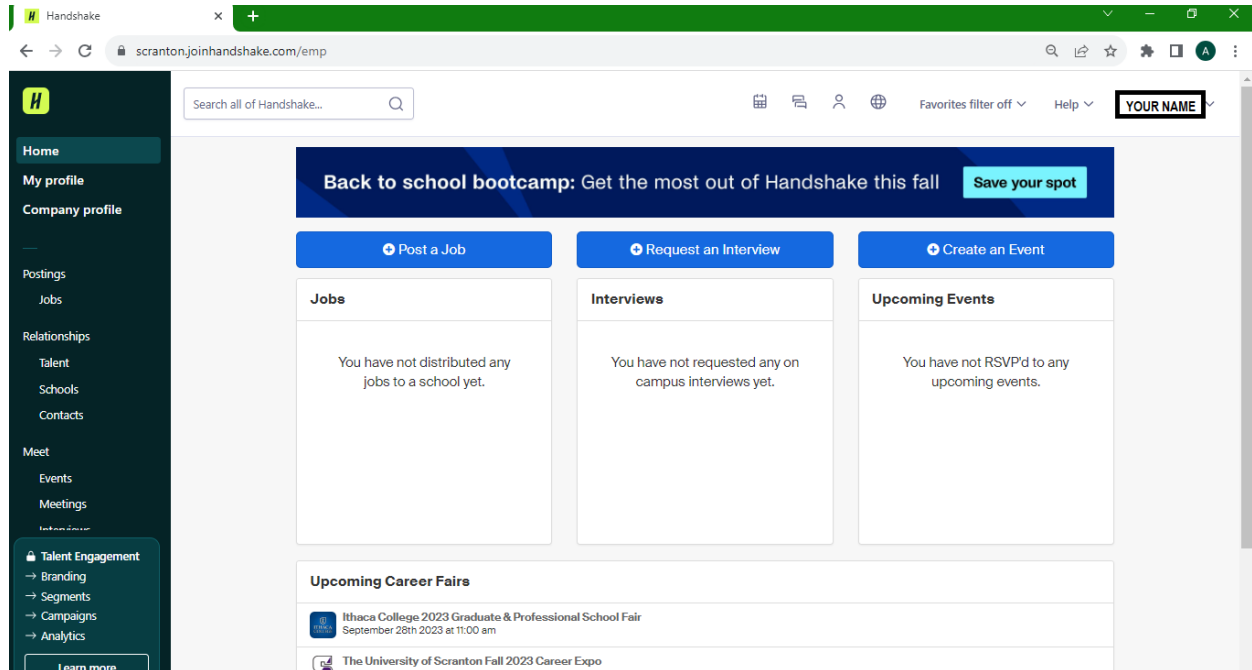 Handshake
scranton.joinhandshake.com/emp
A
H
Search all of Handshake...
Favorites filter off
Help
YOUR NAME
Home
My profile
Company profile
Back to school bootcamp: Get the most out of Handshake this fall
Save your spot
Post a Job
Request an Interview
Create an Event
Postings
Jobs
Relationships
Talent
Schools
Contacts
Meet
Events
Meetings
Interviews
Talent Engagement
→ Branding
→ Segments
→ Campaigns
→ Analytics
Learn more
Jobs
You have not distributed any
jobs to a school yet.
Interviews
You have not requested any on
campus interviews yet.
Upcoming Events
You have not RSVP'd to any
upcoming events.
Upcoming Career Fairs
Ithaca College 2023 Graduate & Professional School Fair
September 28th 2023 at 11:00 am
The University of Scranton Fall 2023 Career Expo